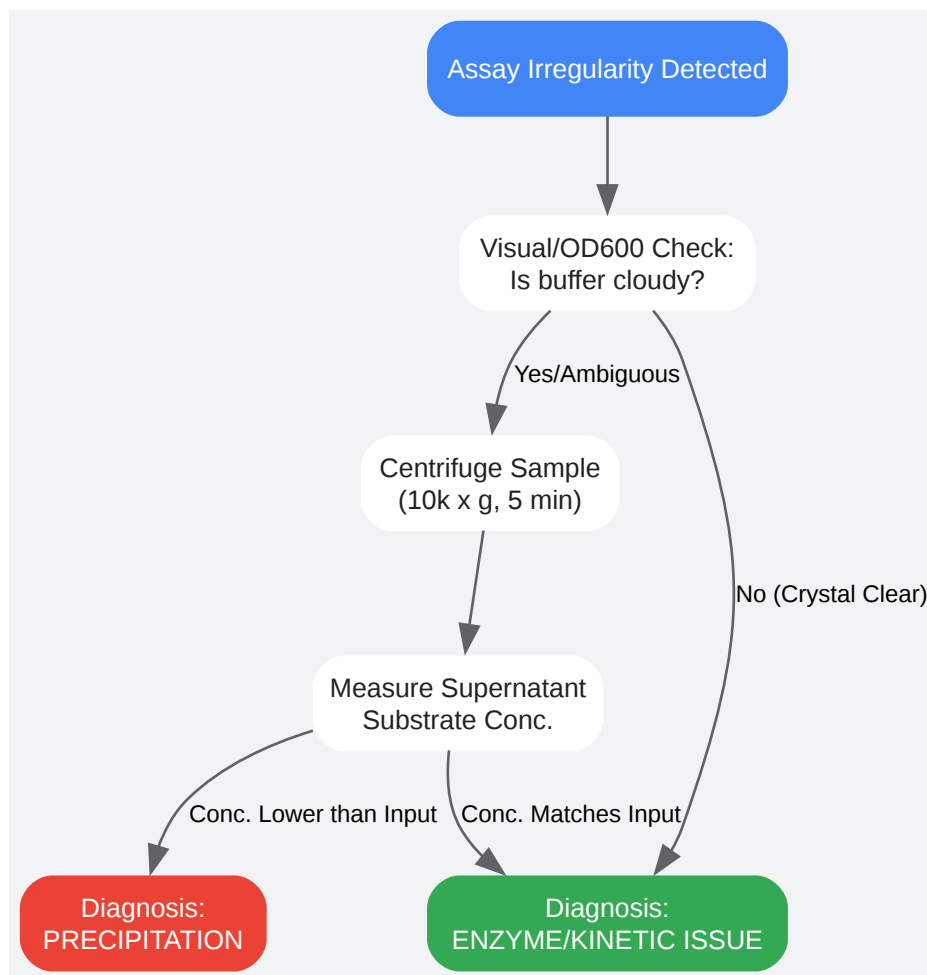 Assay Irregularity Detected
Visual/OD600 Check:
Is buffer cloudy?
Yes/Ambiguous
Centrifuge Sample
(10k x g, 5 min)
No (Crystal Clear)
Measure Supernatant
Substrate Conc.
Conc. Lower than Input
Conc. Matches Input
Diagnosis:
PRECIPITATION
Diagnosis:
ENZYME/KINETIC ISSUE